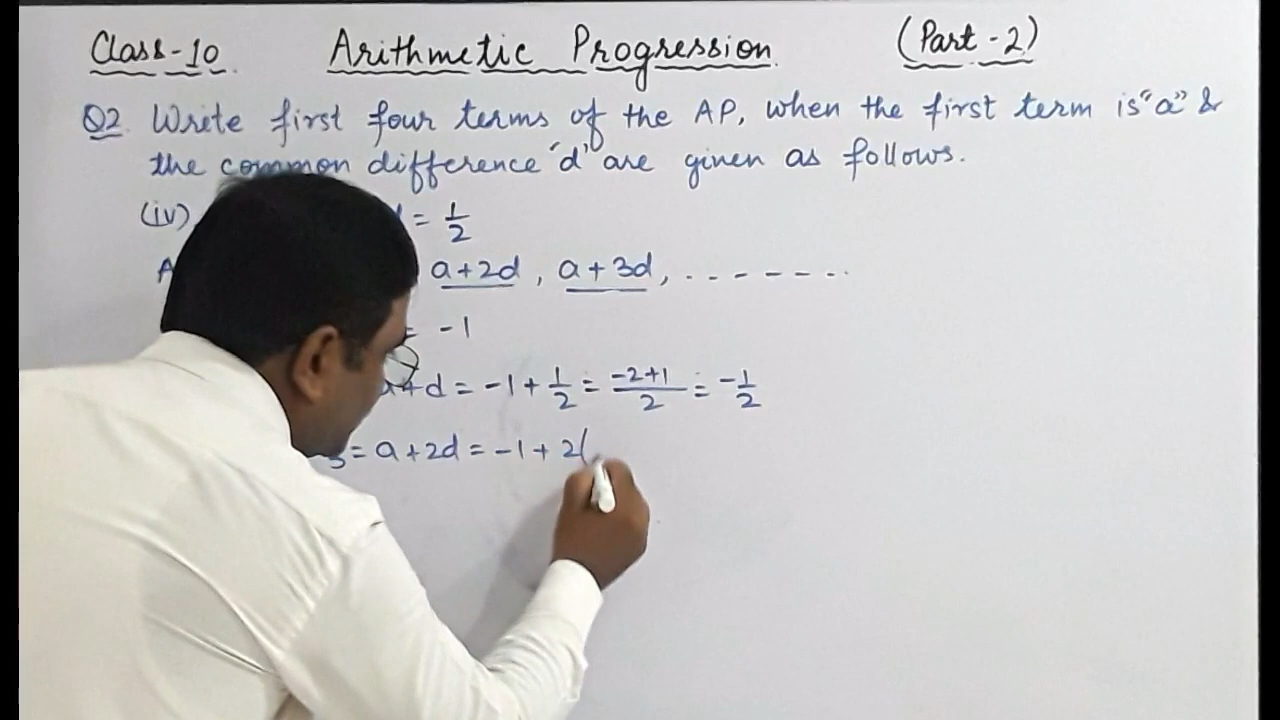 Class-10 Arithmetic Progression (Part-2)
Q2 Write first four terms of the AP, when the first term is "a" &
the common difference 'd' are given as follows.
(iv) = 1/2
A a+2d, a+3d, .......
= -1
a+d = -1 + 1/2 = -2+1/2 = -1/2
3 = a+2d = -1 + 2(